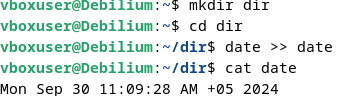 vboxuser@Debilium:~$ mkdir dir
vboxuser@Debilium:~$ cd dir
vboxuser@Debilium:~/dir$ date >> date
vboxuser@Debilium:~/dir$ cat date
Mon Sep 30 11:09:28 AM +05 2024